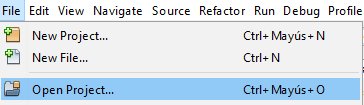 File Edit View Navigate Source Refactor Run Debug Profile
New Project... Ctrl+Mayús+N
New File... Ctrl+N
Open Project... Ctrl+Mayús+O